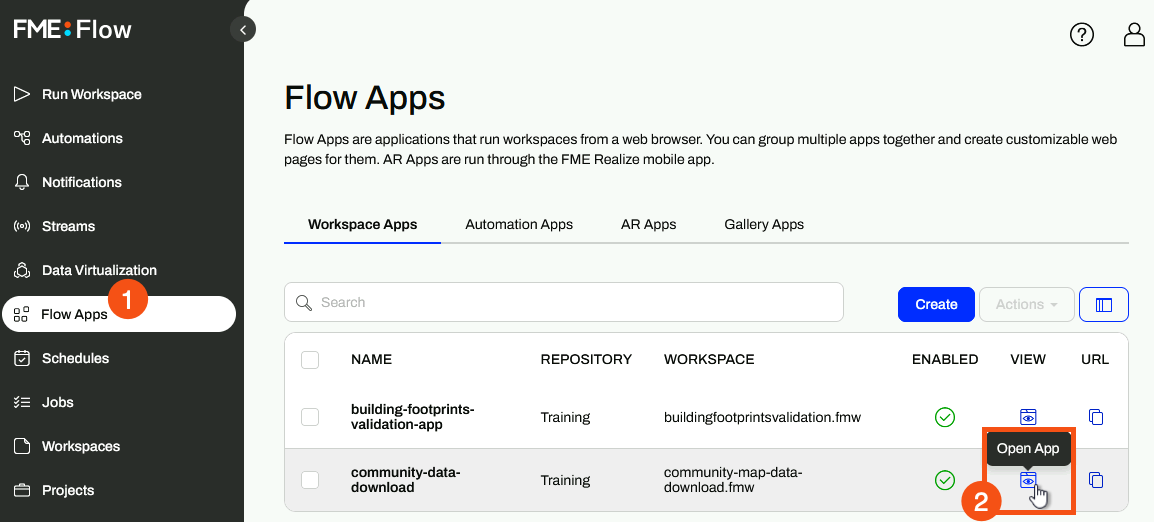 FME:Flow
Run Workspace
Automations
Notifications
Streams
Data Virtualization
1
Flow Apps
Schedules
Jobs
Workspaces
Projects
?
Flow Apps
Flow Apps are applications that run workspaces from a web browser. You can group multiple apps together and create customizable web
pages for them. AR Apps are run through the FME Realize mobile app.
Workspace Apps Automation Apps AR Apps Gallery Apps
Search Create Actions
NAME REPOSITORY WORKSPACE ENABLED VIEW URL
building-footprints-
validation-app
Training
buildingfootprintsvalidation.fmw
Open App
community-data-
download
Training
community-map-data-
download.fmw
2